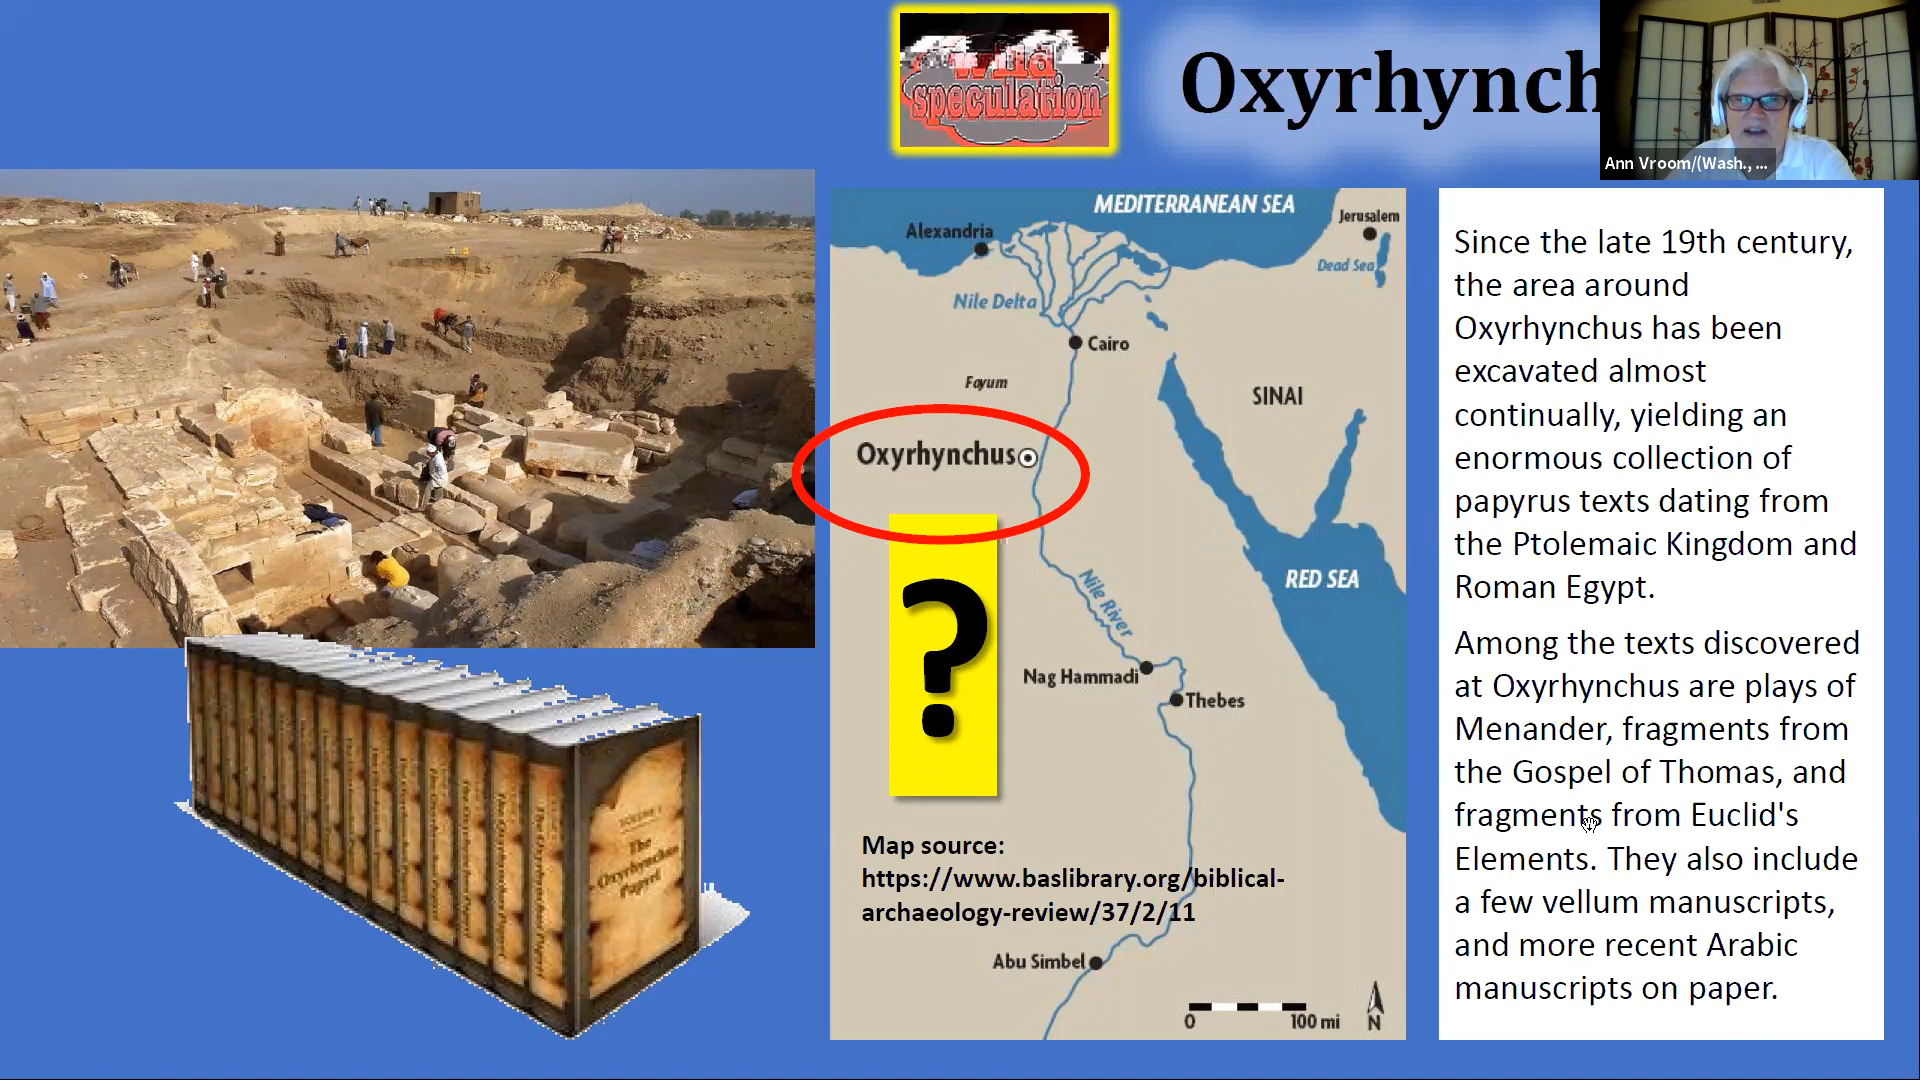 Wild
speculation
Oxyrhynch
Ann Vroom/(Wash., ...
MEDITERRANEAN SEA
Jerusalem
Alexandria
Dead Sea
Nile Delta
Cairo
Fayum
SINAI
Oxyrhynchus
?
RED SEA
Nile River
Nag Hammadi
Thebes
Map source:
https://www.baslibrary.org/biblical-
archaeology-review/37/2/11
Abu Simbel
0 100 mi N
Since the late 19th century,
the area around
Oxyrhynchus has been
excavated almost
continually, yielding an
enormous collection of
papyrus texts dating from
the Ptolemaic Kingdom and
Roman Egypt.
Among the texts discovered
at Oxyrhynchus are plays of
Menander, fragments from
the Gospel of Thomas, and
fragments from Euclid's
Elements. They also include
a few vellum manuscripts,
and more recent Arabic
manuscripts on paper.
The
Oxyrhynchus
Papyri